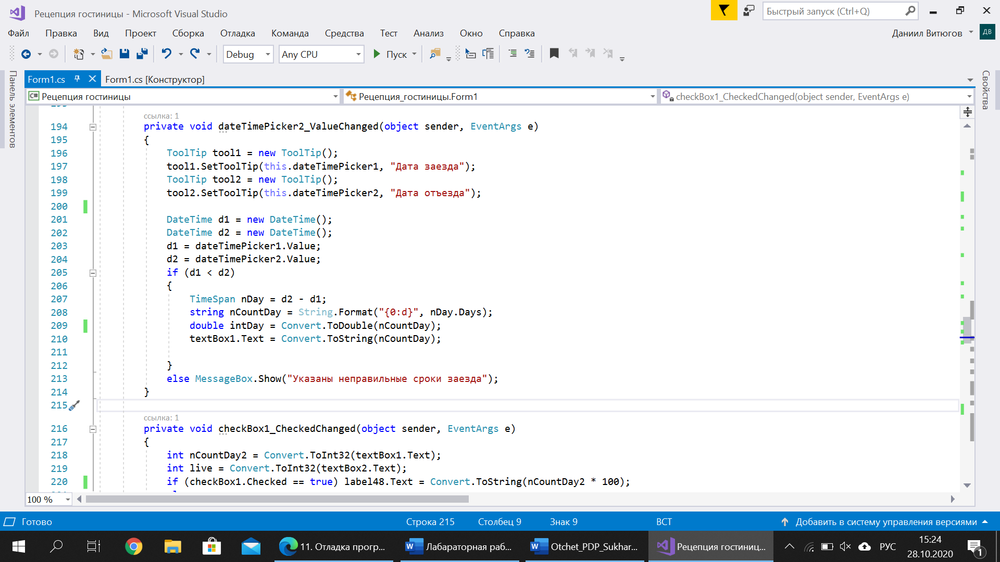 Рецепция гостиницы - Microsoft Visual Studio
Быстрый запуск (Ctrl+Q)
Файл Правка Вид Проект Сборка Отладка Команда Средства Тест Анализ Окно Справка
Даниил Витюгов ДВ
Debug Any CPU Пуск
Панель элементов
Свойства
Form1.cs Form1.cs [Конструктор]
C# Рецепция гостиницы Рецепция_гостиницы.Form1 checkBox1_CheckedChanged(object sender, EventArgs e)
ссылка: 1
194 private void dateTimePicker2_ValueChanged(object sender, EventArgs e)
195 {
196 ToolTip tool1 = new ToolTip();
197 tool1.SetToolTip(this.dateTimePicker1, "Дата заезда");
198 ToolTip tool2 = new ToolTip();
199 tool2.SetToolTip(this.dateTimePicker2, "Дата отъезда");
200
201 DateTime d1 = new DateTime();
202 DateTime d2 = new DateTime();
203 d1 = dateTimePicker1.Value;
204 d2 = dateTimePicker2.Value;
205 if (d1 < d2)
206 {
207 TimeSpan nDay = d2 - d1;
208 string nCountDay = String.Format("{0:d}", nDay.Days);
209 double intDay = Convert.ToDouble(nCountDay);
210 textBox1.Text = Convert.ToString(nCountDay);
211
212 }
213 else MessageBox.Show("Указаны неправильные сроки заезда");
214 }
215
ссылка: 1
216 private void checkBox1_CheckedChanged(object sender, EventArgs e)
217 {
218 int nCountDay2 = Convert.ToInt32(textBox1.Text);
219 int live = Convert.ToInt32(textBox2.Text);
220 if (checkBox1.Checked == true) label48.Text = Convert.ToString(nCountDay2 * 100);
100 %
Готово Строка 215 Столбец 9 Знак 9 ВСТ Добавить в систему управления версиями
11. Отладка прогр... Лабараторная раб... Otchet_PDP_Sukhar... Рецепция гостиниц... РУС
15:24
28.10.2020
1